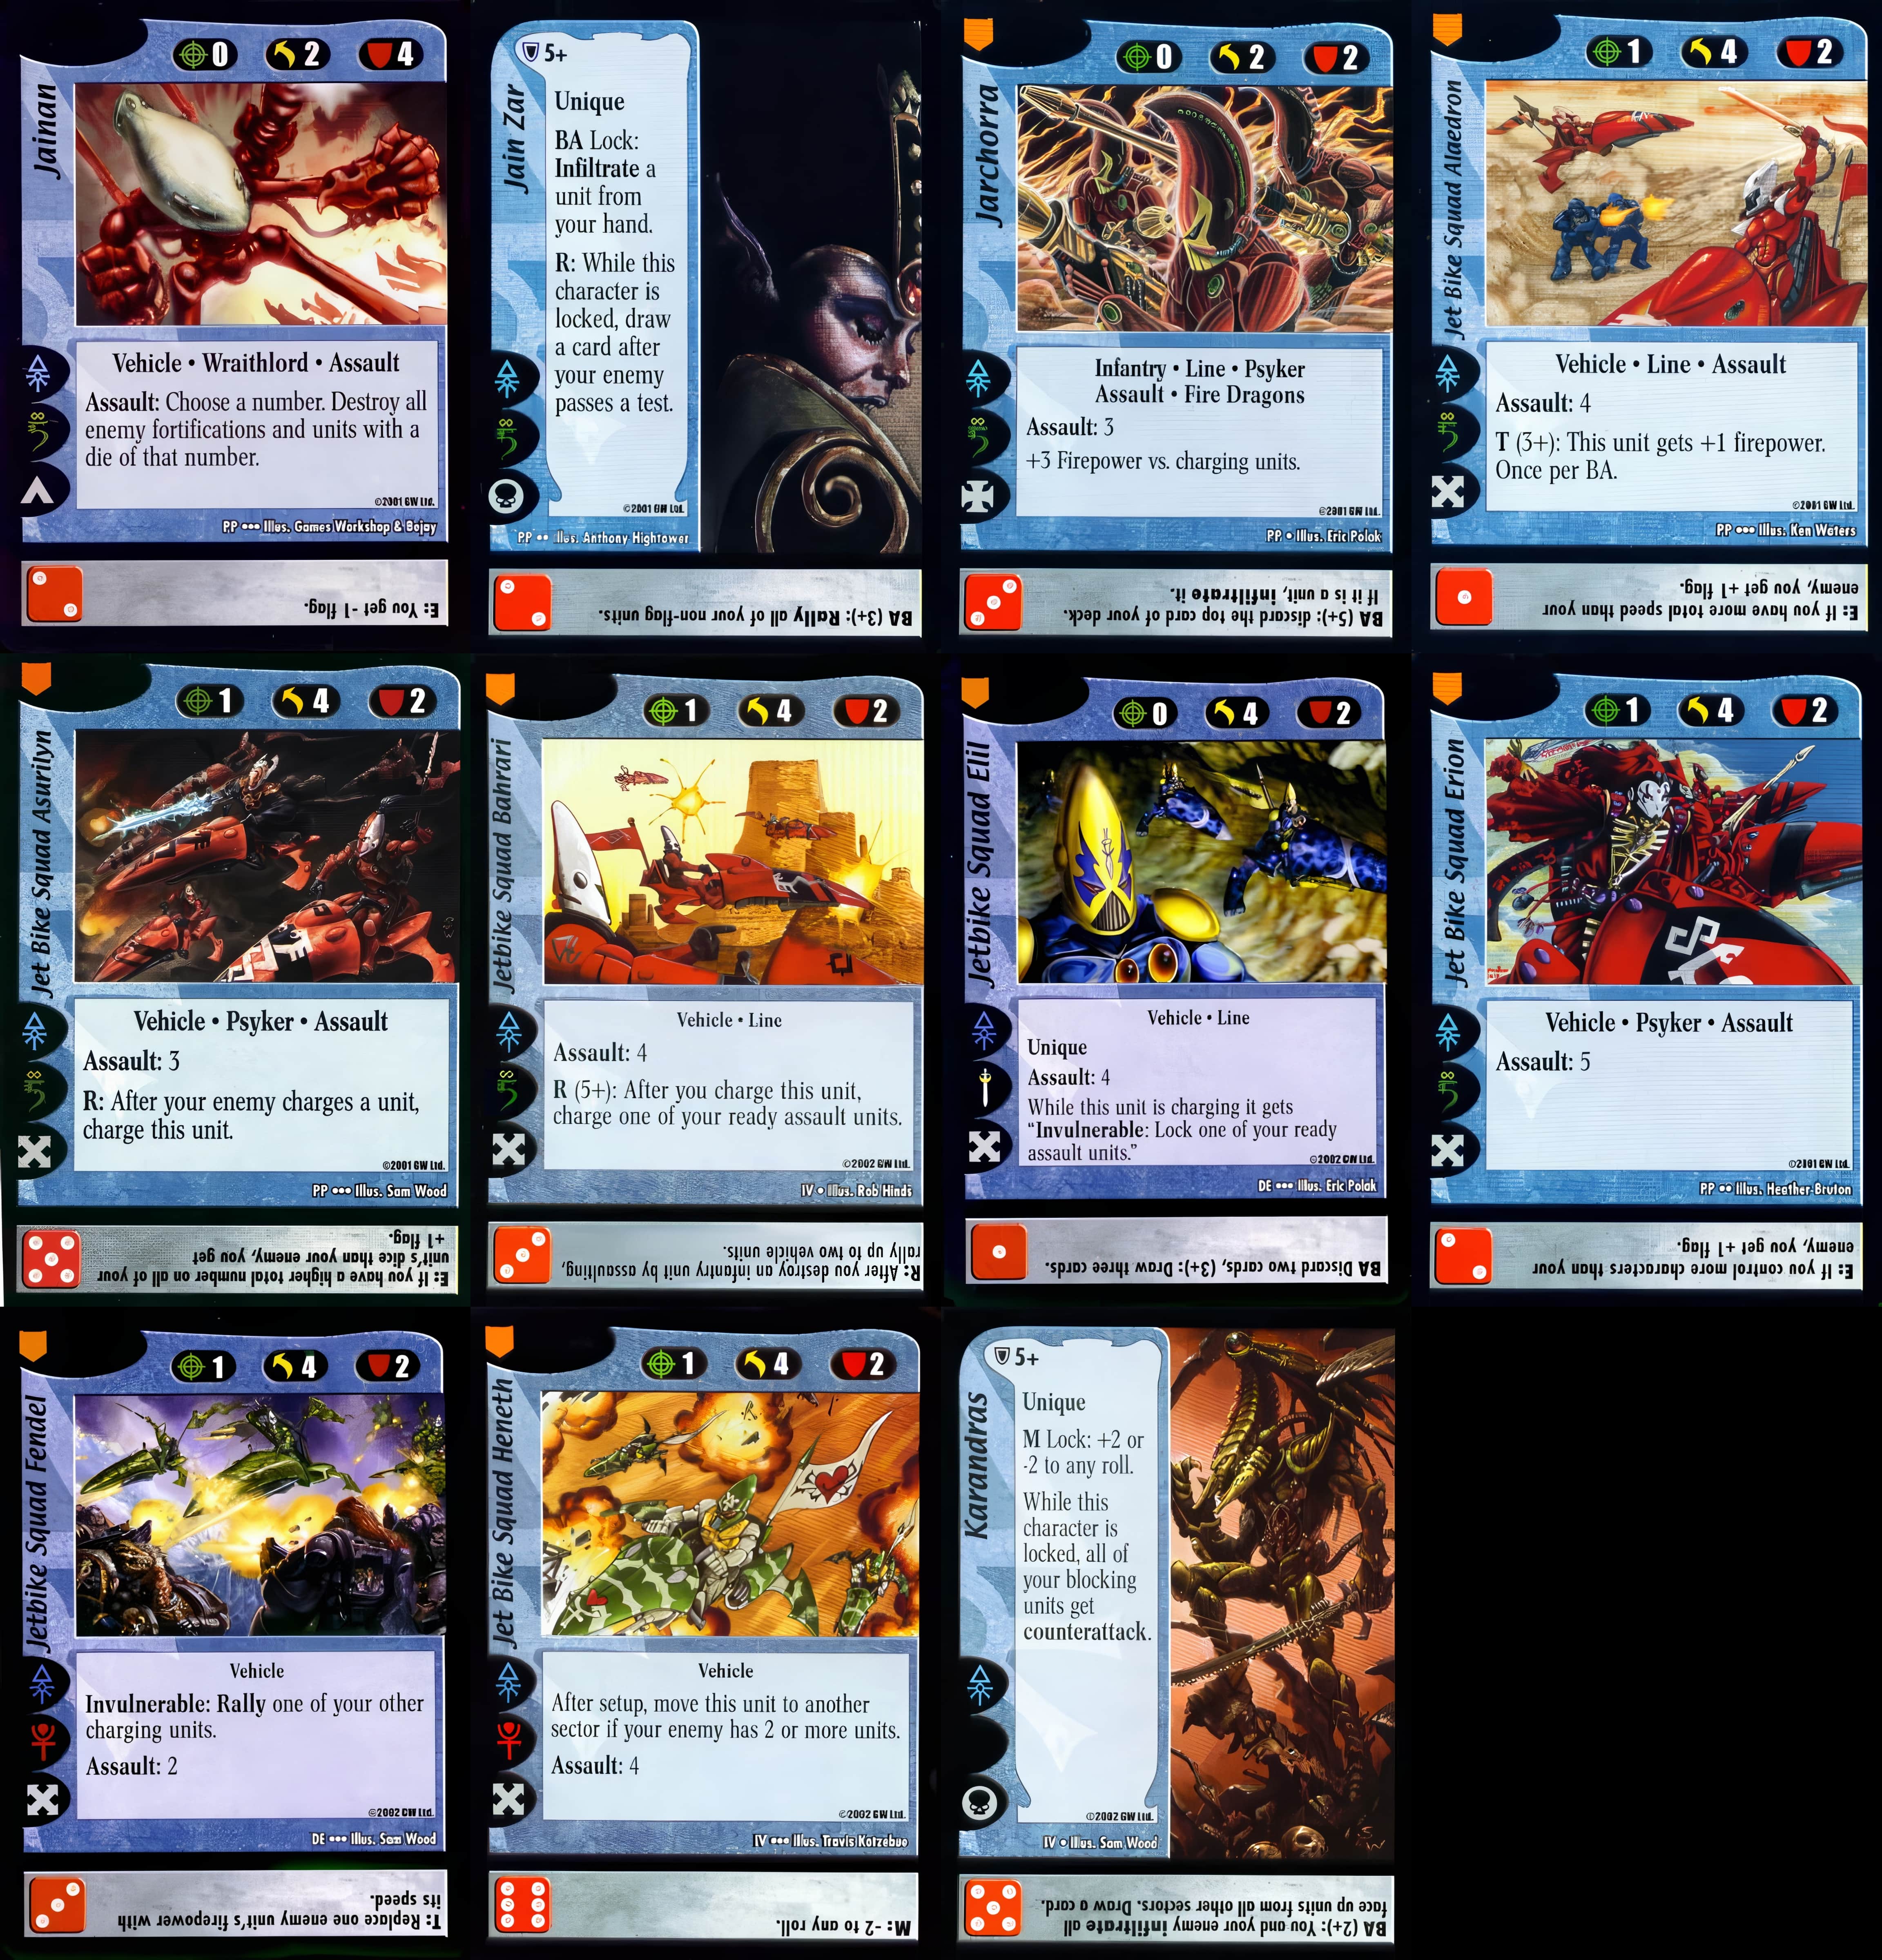 Jainan
0 2 4
Vehicle • Wraithlord • Assault
Assault: Choose a number. Destroy all
enemy fortifications and units with a
die of that number.
©2001 GW Ltd.
PP ••• Illus. Games Workshop & Bojay
E: You get -1 flag.
Jain Zar
5+
Unique
BA Lock:
Infiltrate a
unit from
your hand.
R: While this
character is
locked, draw
a card after
your enemy
passes a test.
©2001 GW Ltd.
PP •• Illus. Anthony Hightower
BA (3+): Rally all of your non-flag units.
Jarchorra
0 2 2
Infantry • Line • Psyker
Assault • Fire Dragons
Assault: 3
+3 Firepower vs. charging units.
©2001 GW Ltd.
PP • Illus. Eric Polok
BA (5+): discard the top card of your deck.
If it is a unit, infiltrate it.
Jet Bike Squad Alaedron
1 4 2
Vehicle • Line • Assault
Assault: 4
T (3+): This unit gets +1 firepower.
Once per BA.
©2001 GW Ltd.
PP ••• Illus. Ken Waters
E: If you have more total speed than your
enemy, you get +1 flag.
Jet Bike Squad Asurilyn
1 4 2
Vehicle • Psyker • Assault
Assault: 3
R: After your enemy charges a unit,
charge this unit.
©2001 GW Ltd.
PP ••• Illus. Sam Wood
E: If you have a higher total number on all of your
unit's dice than your enemy, you get
+1 flag.
Jetbike Squad Bahrari
1 4 2
Vehicle • Line
Assault: 4
R (5+): After you charge this unit,
charge one of your ready assault units.
©2002 GW Ltd.
IV • Illus. Rob Hinds
R: After you destroy an infantry unit by assaulting,
rally up to two vehicle units.
Jetbike Squad Eiil
0 4 2
Vehicle • Line
Unique
Assault: 4
While this unit is charging it gets
“Invulnerable: Lock one of your ready
assault units.”
©2002 GW Ltd.
DE ••• Illus. Eric Polak
BA Discard two cards, (3+): Draw three cards.
Jet Bike Squad Erion
1 4 2
Vehicle • Psyker • Assault
Assault: 5
©2001 GW Ltd.
PP •• Illus. Heather Bruton
E: If you control more characters than your
enemy, you get +1 flag.
Jetbike Squad Fendel
1 4 2
Vehicle
Invulnerable: Rally one of your other
charging units.
Assault: 2
©2002 GW Ltd.
DE ••• Illus. Sam Wood
T: Replace one enemy unit's firepower with
its speed.
Jet Bike Squad Heneth
1 4 2
Vehicle
After setup, move this unit to another
sector if your enemy has 2 or more units.
Assault: 4
©2002 GW Ltd.
IV ••• Illus. Travis Kotzebue
M: -2 to any roll.
Karandras
5+
Unique
M Lock: +2 or
-2 to any roll.
While this
character is
locked, all of
your blocking
units get
counterattack.
©2002 GW Ltd.
IV • Illus. Sam Wood
BA (2+): You and your enemy infiltrate all
face up units from all other sectors. Draw a card.